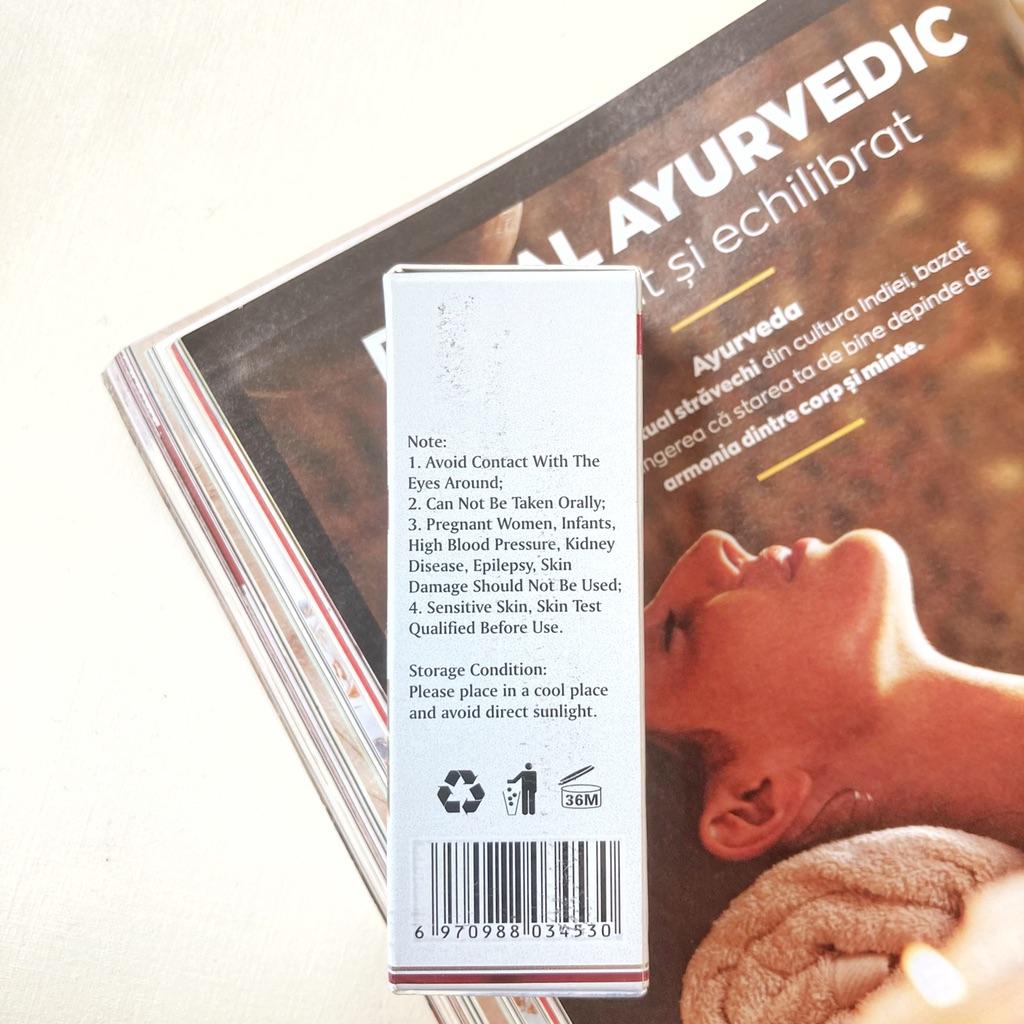 AL AYURVEDIC
și echilibrat
Ayurveda
străvechi din cultura Indiei, bazat
că starea ta de bine depinde de
armonia dintre corp și minte.
Note:
1. Avoid Contact With The
Eyes Around;
2. Can Not Be Taken Orally;
3. Pregnant Women, Infants,
High Blood Pressure, Kidney
Disease, Epilepsy, Skin
Damage Should Not Be Used;
4. Sensitive Skin, Skin Test
Qualified Before Use.
Storage Condition:
Please place in a cool place
and avoid direct sunlight.
36M
6 970988 034530